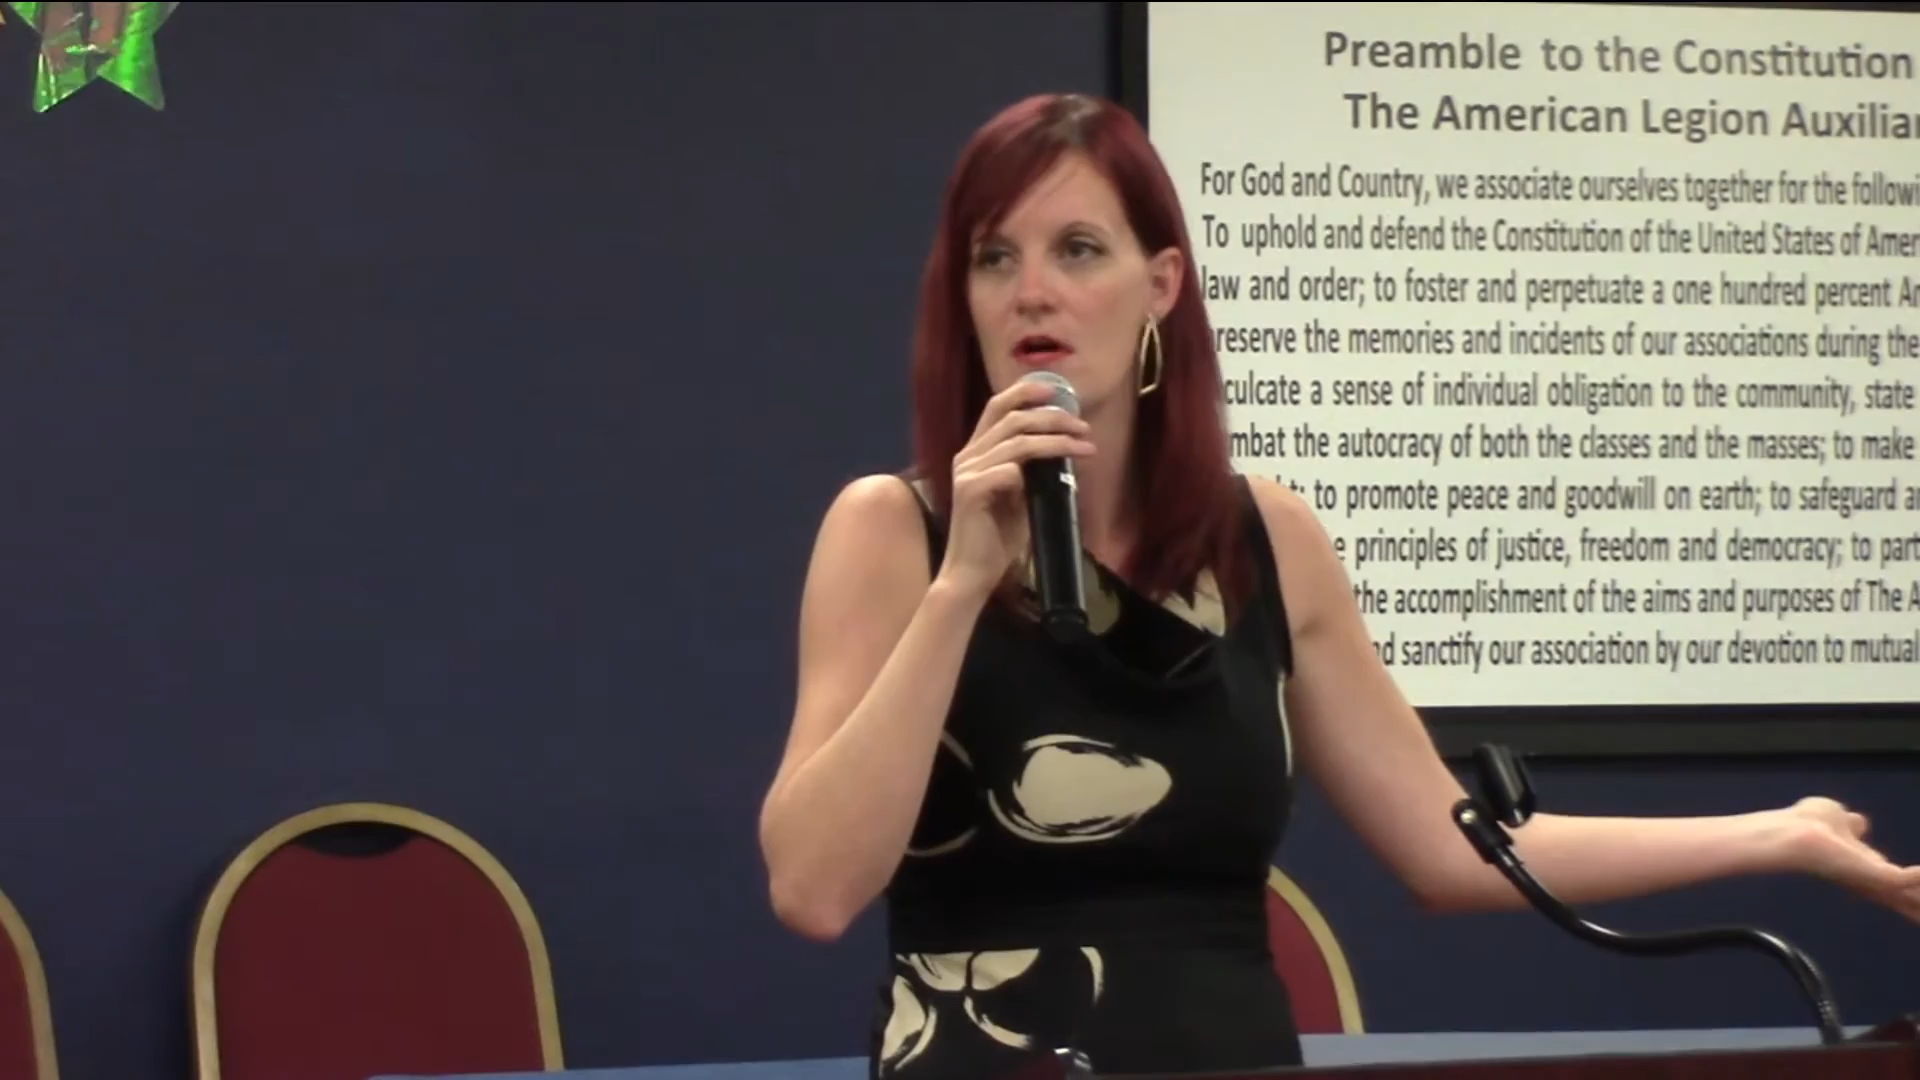 Preamble to the Constitution
The American Legion Auxilia
For God and Country, we associate ourselves together for the followi
To uphold and defend the Constitution of the United States of Amer
law and order; to foster and perpetuate a one hundred percent Am
reserve the memories and incidents of our associations during the
culcate a sense of individual obligation to the community, state
mbat the autocracy of both the classes and the masses; to make
t; to promote peace and goodwill on earth; to safeguard a
e principles of justice, freedom and democracy; to part
the accomplishment of the aims and purposes of The A
nd sanctify our association by our devotion to mutual